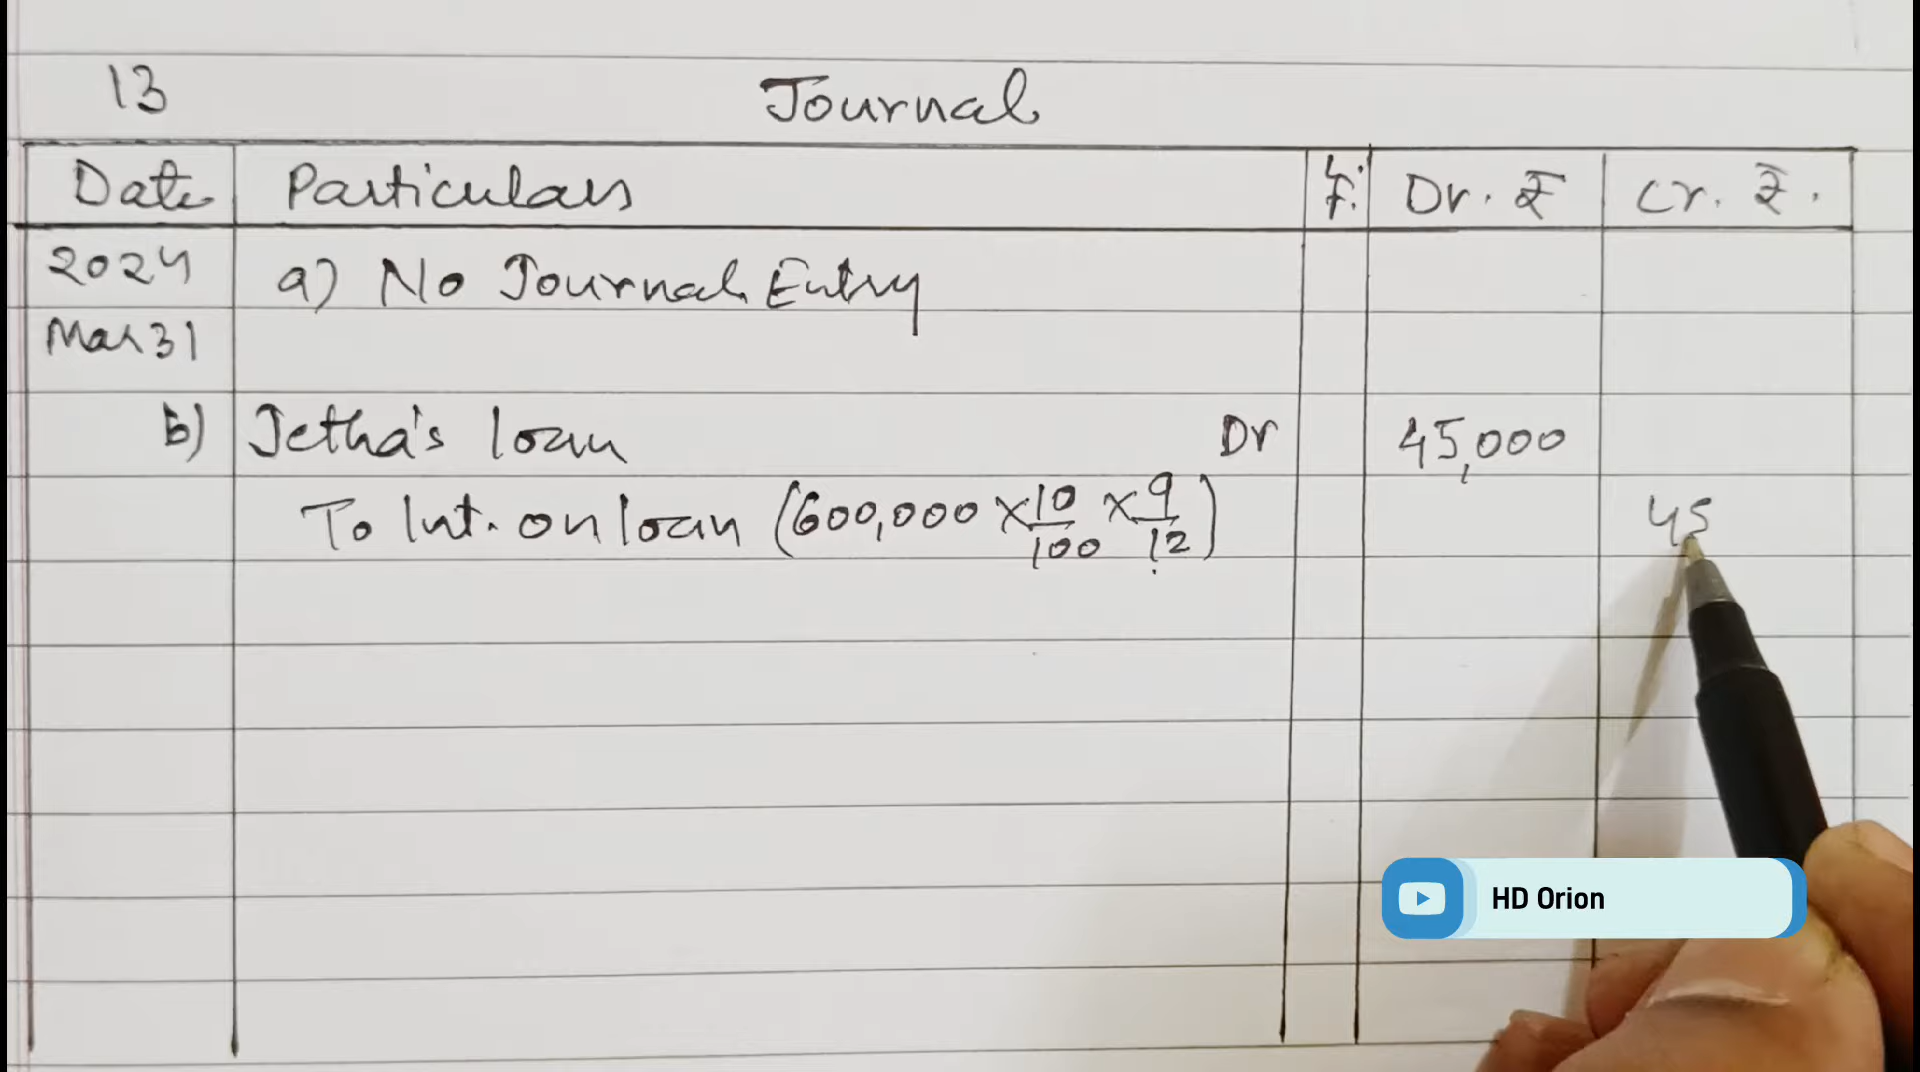 13 Journal
Date Particulars L.F. Dr. ₹ Cr. ₹.
2024 a) No Journal Entry
Mar 31
b) Jetha's loan Dr 45,000
To Int. on loan (600,000 × 10/100 × 9/12) 45
HD Orion